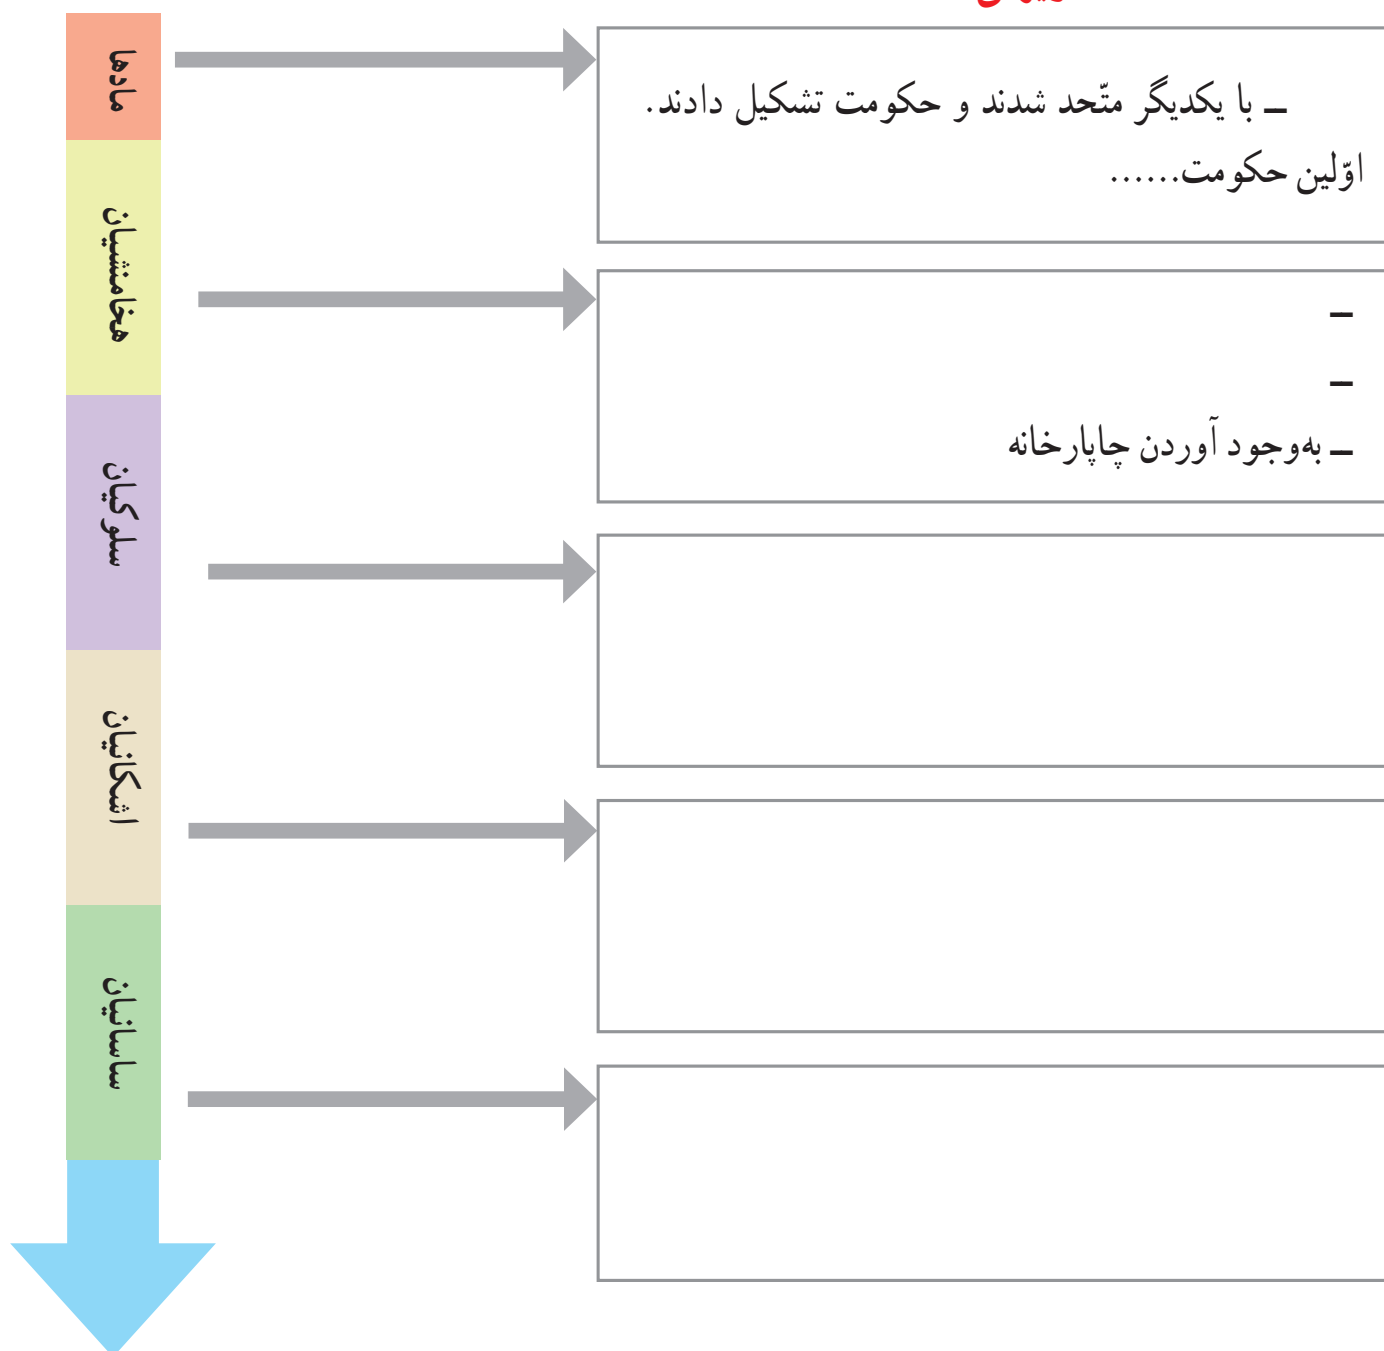 مادها
ـ با یکدیگر متّحد شدند و حکومت تشکیل دادند.
اوّلین حکومت......
هخامنشیان
ـ
ـ
ـ به‌وجود آوردن چاپارخانه
سلوکیان
اشکانیان
ساسانیان